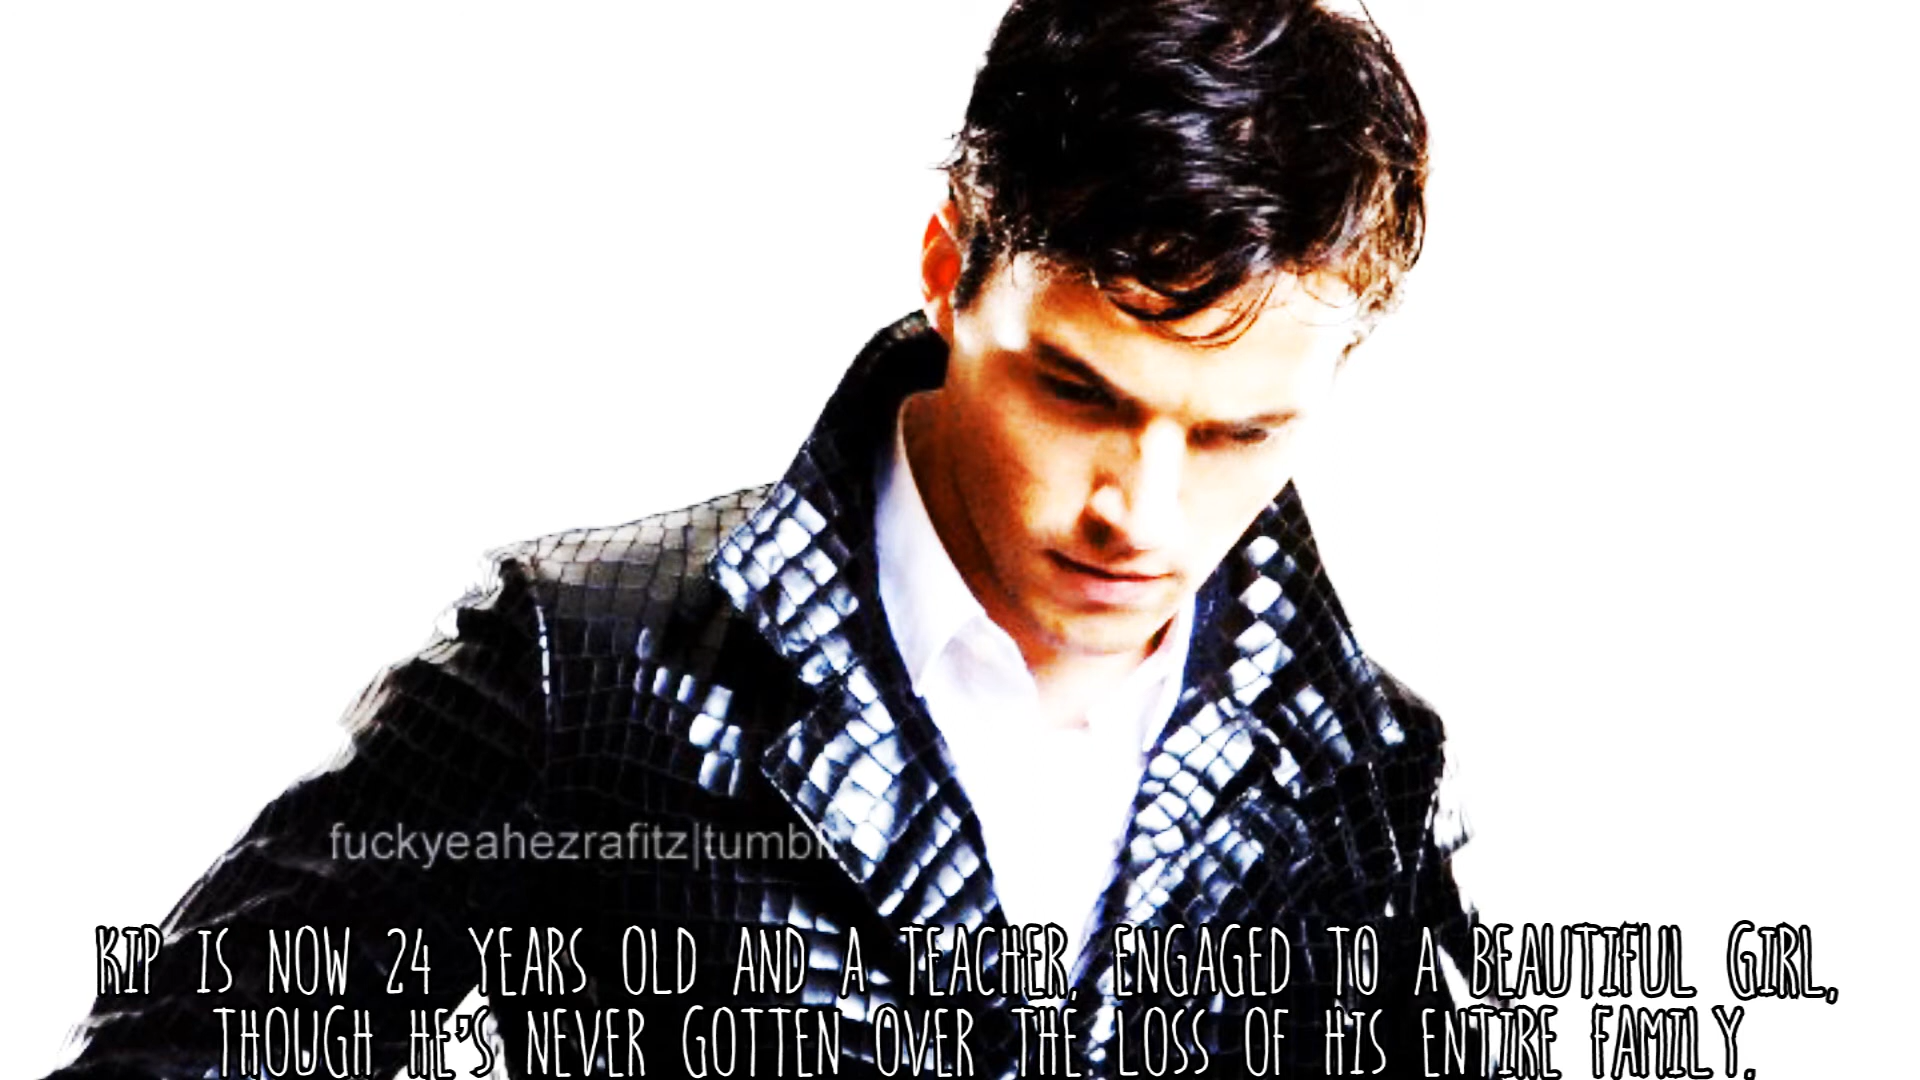 fuckyeahezrafitz|tumblr
KIP IS NOW 24 YEARS OLD AND A TEACHER, ENGAGED TO A BEAUTIFUL GIRL,
THOUGH HE'S NEVER GOTTEN OVER THE LOSS OF HIS ENTIRE FAMILY.